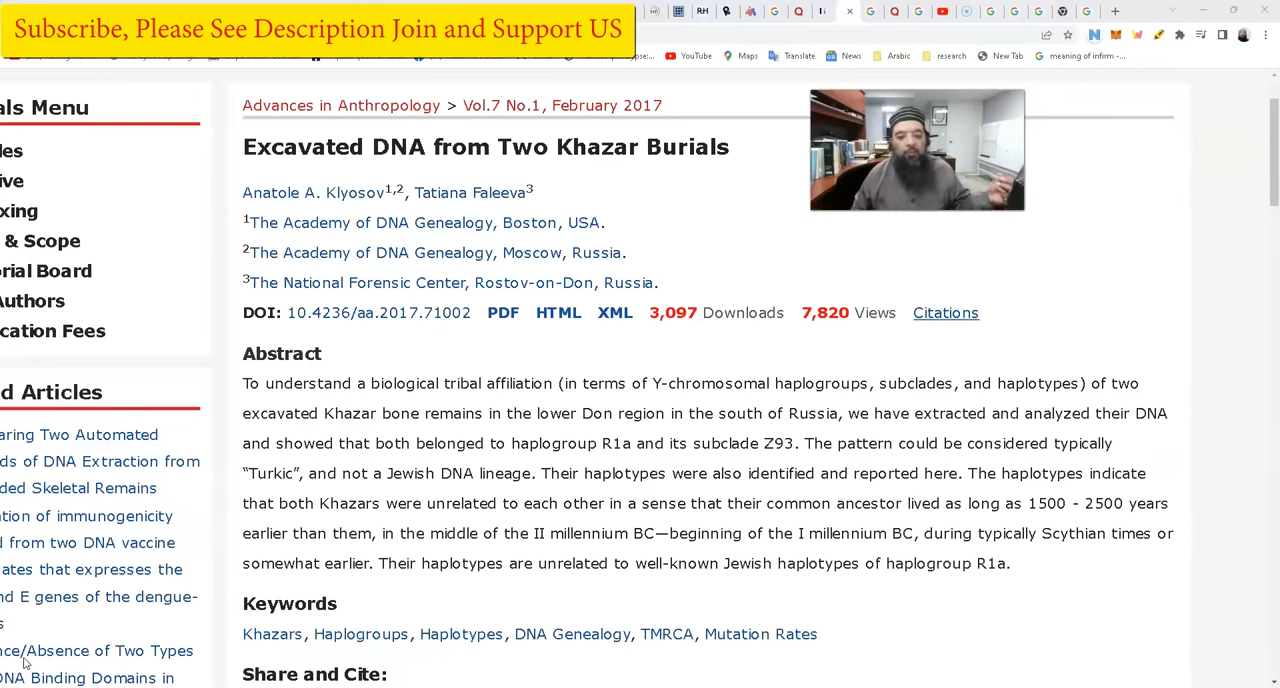 Subscribe, Please See Description Join and Support US
RH
YouTube
Maps
Translate
News
Arabic
research
New Tab
meaning of infirm -...
als Menu
les
ive
xing
& Scope
orial Board
Authors
cation Fees
d Articles
aring Two Automated
ds of DNA Extraction from
ded Skeletal Remains
ation of immunogenicity
d from two DNA vaccine
ates that expresses the
nd E genes of the dengue-
s
nce/Absence of Two Types
DNA Binding Domains in
Advances in Anthropology > Vol.7 No.1, February 2017
Excavated DNA from Two Khazar Burials
Anatole A. Klyosov1,2, Tatiana Faleeva3
1The Academy of DNA Genealogy, Boston, USA.
2The Academy of DNA Genealogy, Moscow, Russia.
3The National Forensic Center, Rostov-on-Don, Russia.
DOI: 10.4236/aa.2017.71002 PDF HTML XML 3,097 Downloads 7,820 Views Citations
Abstract
To understand a biological tribal affiliation (in terms of Y-chromosomal haplogroups, subclades, and haplotypes) of two
excavated Khazar bone remains in the lower Don region in the south of Russia, we have extracted and analyzed their DNA
and showed that both belonged to haplogroup R1a and its subclade Z93. The pattern could be considered typically
“Turkic”, and not a Jewish DNA lineage. Their haplotypes were also identified and reported here. The haplotypes indicate
that both Khazars were unrelated to each other in a sense that their common ancestor lived as long as 1500 - 2500 years
earlier than them, in the middle of the II millennium BC—beginning of the I millennium BC, during typically Scythian times or
somewhat earlier. Their haplotypes are unrelated to well-known Jewish haplotypes of haplogroup R1a.
Keywords
Khazars, Haplogroups, Haplotypes, DNA Genealogy, TMRCA, Mutation Rates
Share and Cite: